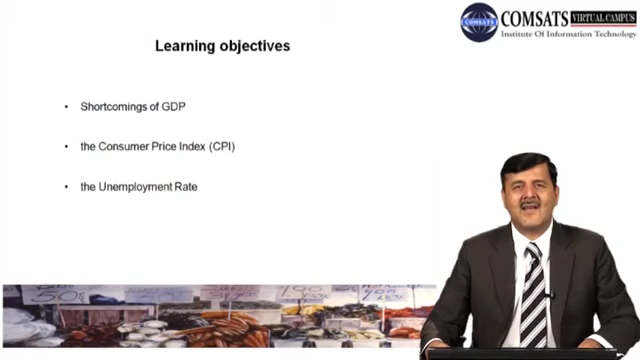 COMSATS VIRTUAL CAMPUS
Institute Of Information Technology
Learning objectives
• Shortcomings of GDP
• the Consumer Price Index (CPI)
• the Unemployment Rate